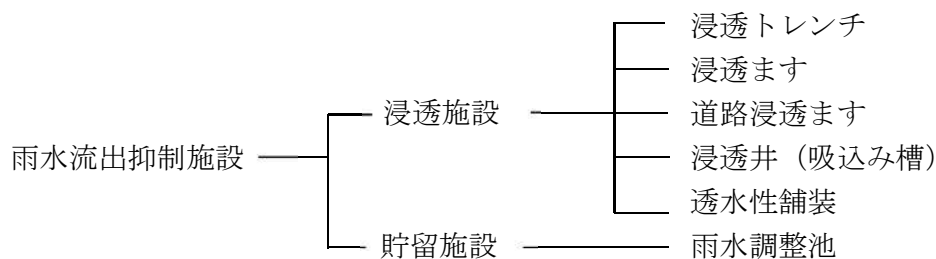 浸透トレンチ
浸透ます
浸透施設
道路浸透ます
雨水流出抑制施設
浸透井（吸込み槽）
透水性舗装
貯留施設
雨水調整池